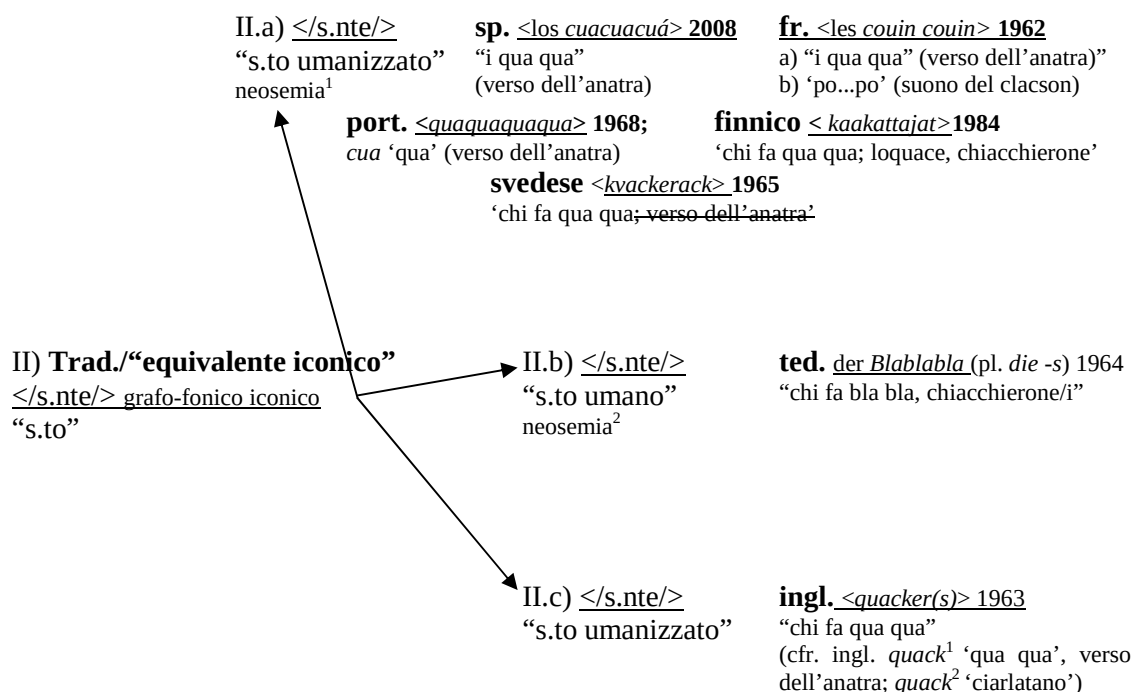 II.a) </s.nte/>
“s.to umanizzato”
neosemia1
sp. <los cuacuacuá> 2008
“i qua qua”
(verso dell’anatra)
fr. <les couin couin> 1962
a) “i qua qua” (verso dell’anatra)”
b) ‘po...po’ (suono del clacson)
port. <quaquaquaqua> 1968;
cua ‘qua’ (verso dell’anatra)
finnico < kaakattajat>1984
‘chi fa qua qua; loquace, chiacchierone’
svedese <kvackerack> 1965
‘chi fa qua qua; verso dell’anatra’
II) Trad./“equivalente iconico”
</s.nte/> grafo-fonico iconico
“s.to”
II.b) </s.nte/>
“s.to umano”
neosemia2
ted. der Blablabla (pl. die -s) 1964
“chi fa bla bla, chiacchierone/i”
II.c) </s.nte/>
“s.to umanizzato”
ingl. <quacker(s)> 1963
“chi fa qua qua”
(cfr. ingl. quack1 ‘qua qua’, verso
dell’anatra; quack2 ‘ciarlatano’)